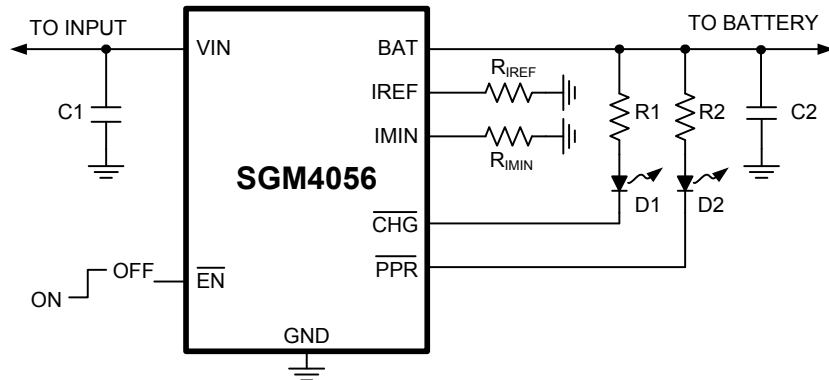 TO INPUT
TO BATTERY
VIN
BAT
IREF
R_IREF
C1
R1
R2
C2
IMIN
R_IMIN
SGM4056
D1
D2
CHG
PPR
OFF
ON
EN
GND